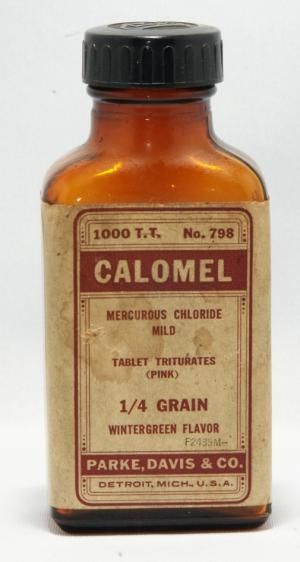 1000 T.T. No. 798
CALOMEL
MERCUROUS CHLORIDE
MILD
TABLET TRITURATES
(PINK)
1/4 GRAIN
WINTERGREEN FLAVOR
F2435M-
PARKE, DAVIS & CO.
DETROIT, MICH., U.S.A.